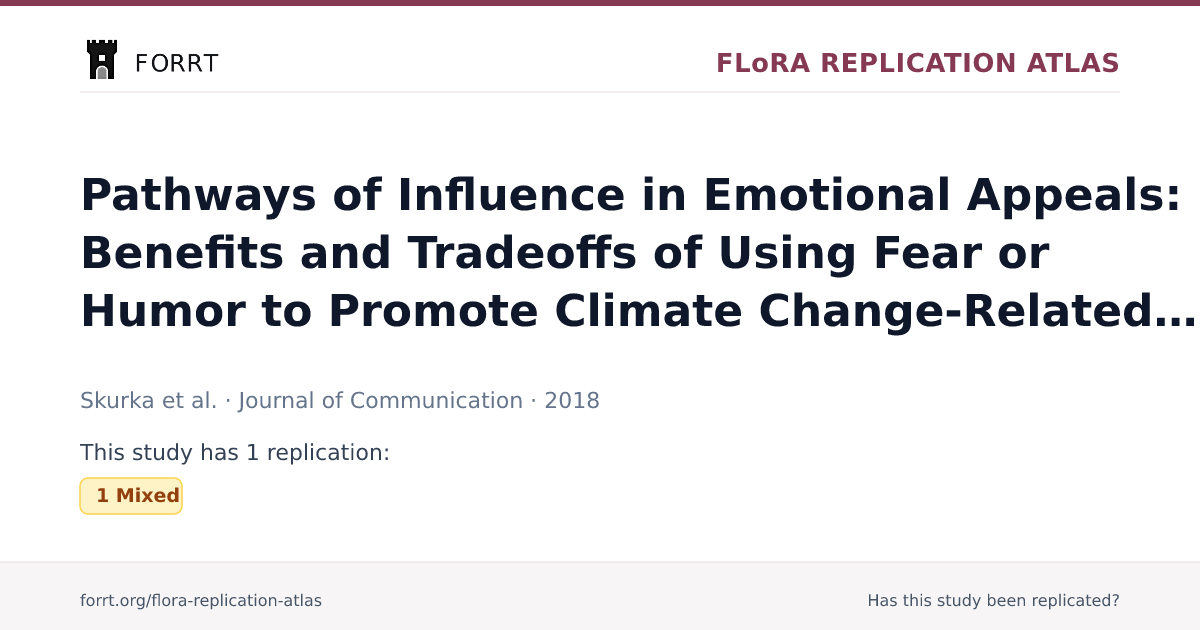 FORRT
FLoRA REPLICATION ATLAS
Pathways of Influence in Emotional Appeals:
Benefits and Tradeoffs of Using Fear or
Humor to Promote Climate Change-Related…
Skurka et al. · Journal of Communication · 2018
This study has 1 replication:
1 Mixed
forrt.org/flora-replication-atlas
Has this study been replicated?